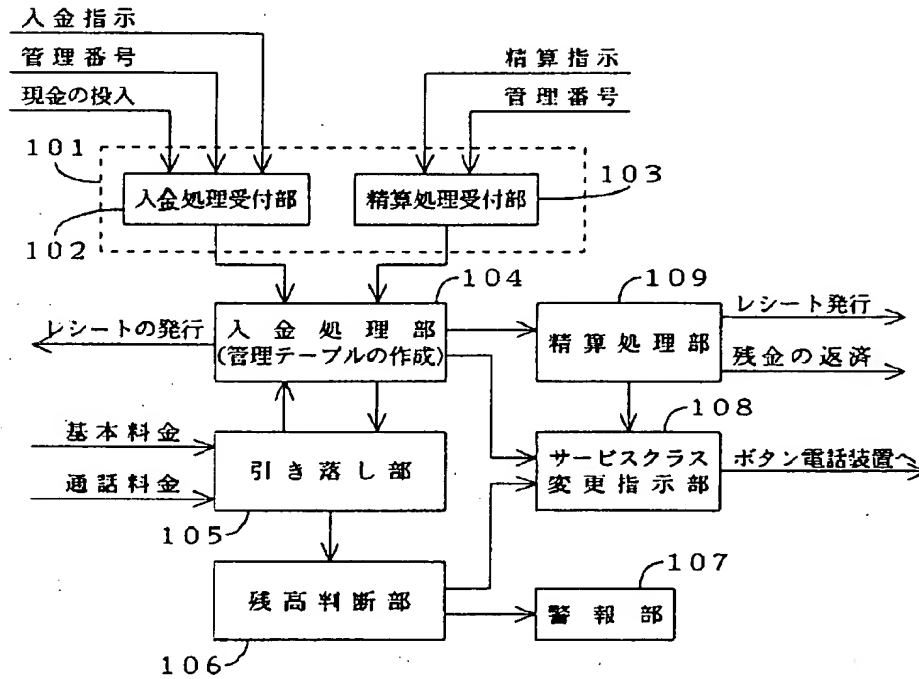 入金指示
管理番号
現金の投入
精算指示
管理番号
101
入金処理受付部
精算処理受付部
103
102
104
109
レシートの発行
入金処理部
(管理テーブルの作成)
精算処理部
レシート発行
残金の返済
108
基本料金
通話料金
引き落し部
サービスクラス
変更指示部
ボタン電話装置へ
105
107
残高判断部
警報部
106